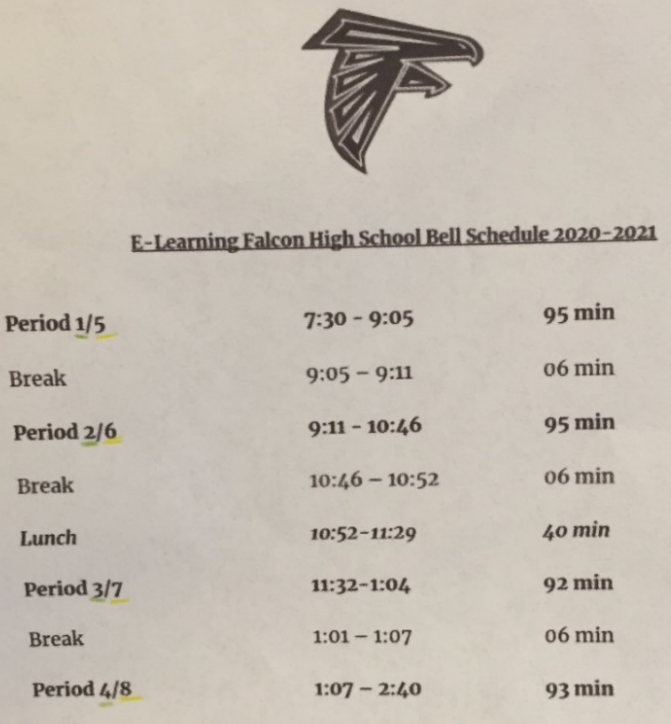 E-Learning Falcon High School Bell Schedule 2020-2021
Period 1/5 7:30 - 9:05 95 min
Break 9:05 – 9:11 06 min
Period 2/6 9:11 - 10:46 95 min
Break 10:46 – 10:52 06 min
Lunch 10:52-11:29 40 min
Period 3/7 11:32-1:04 92 min
Break 1:01 – 1:07 06 min
Period 4/8 1:07 – 2:40 93 min